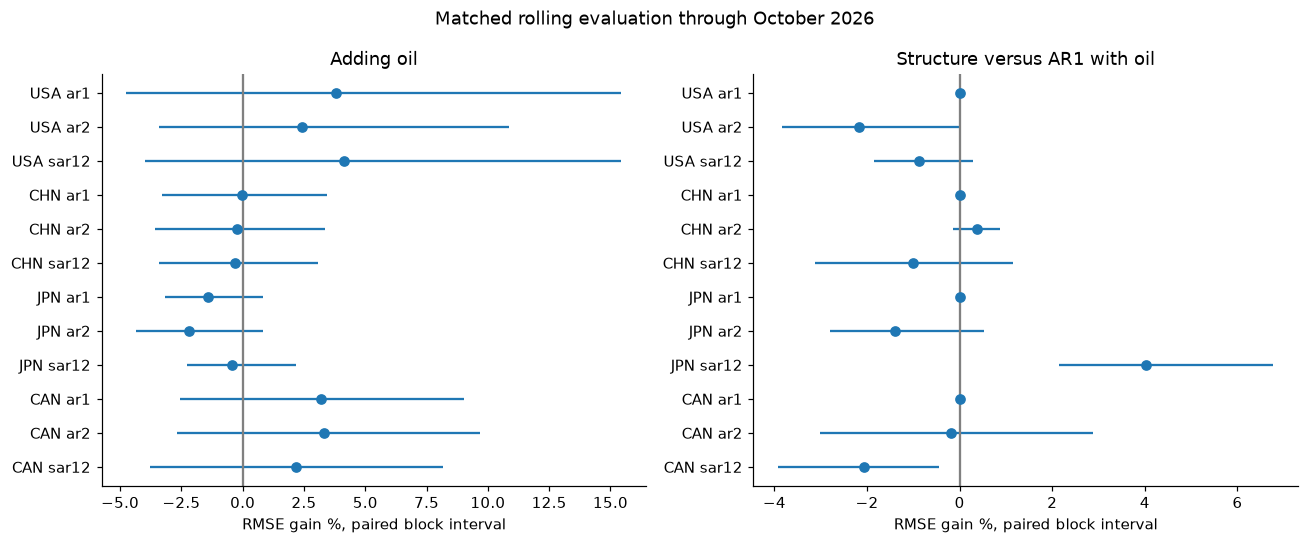 Matched rolling evaluation through October 2026
Adding oil
USA ar1
USA ar2
USA sar12
CHN ar1
CHN ar2
CHN sar12
JPN ar1
JPN ar2
JPN sar12
CAN ar1
CAN ar2
CAN sar12
−5.0 −2.5 0.0 2.5 5.0 7.5 10.0 12.5 15.0
RMSE gain %, paired block interval
Structure versus AR1 with oil
USA ar1
USA ar2
USA sar12
CHN ar1
CHN ar2
CHN sar12
JPN ar1
JPN ar2
JPN sar12
CAN ar1
CAN ar2
CAN sar12
−4 −2 0 2 4 6
RMSE gain %, paired block interval